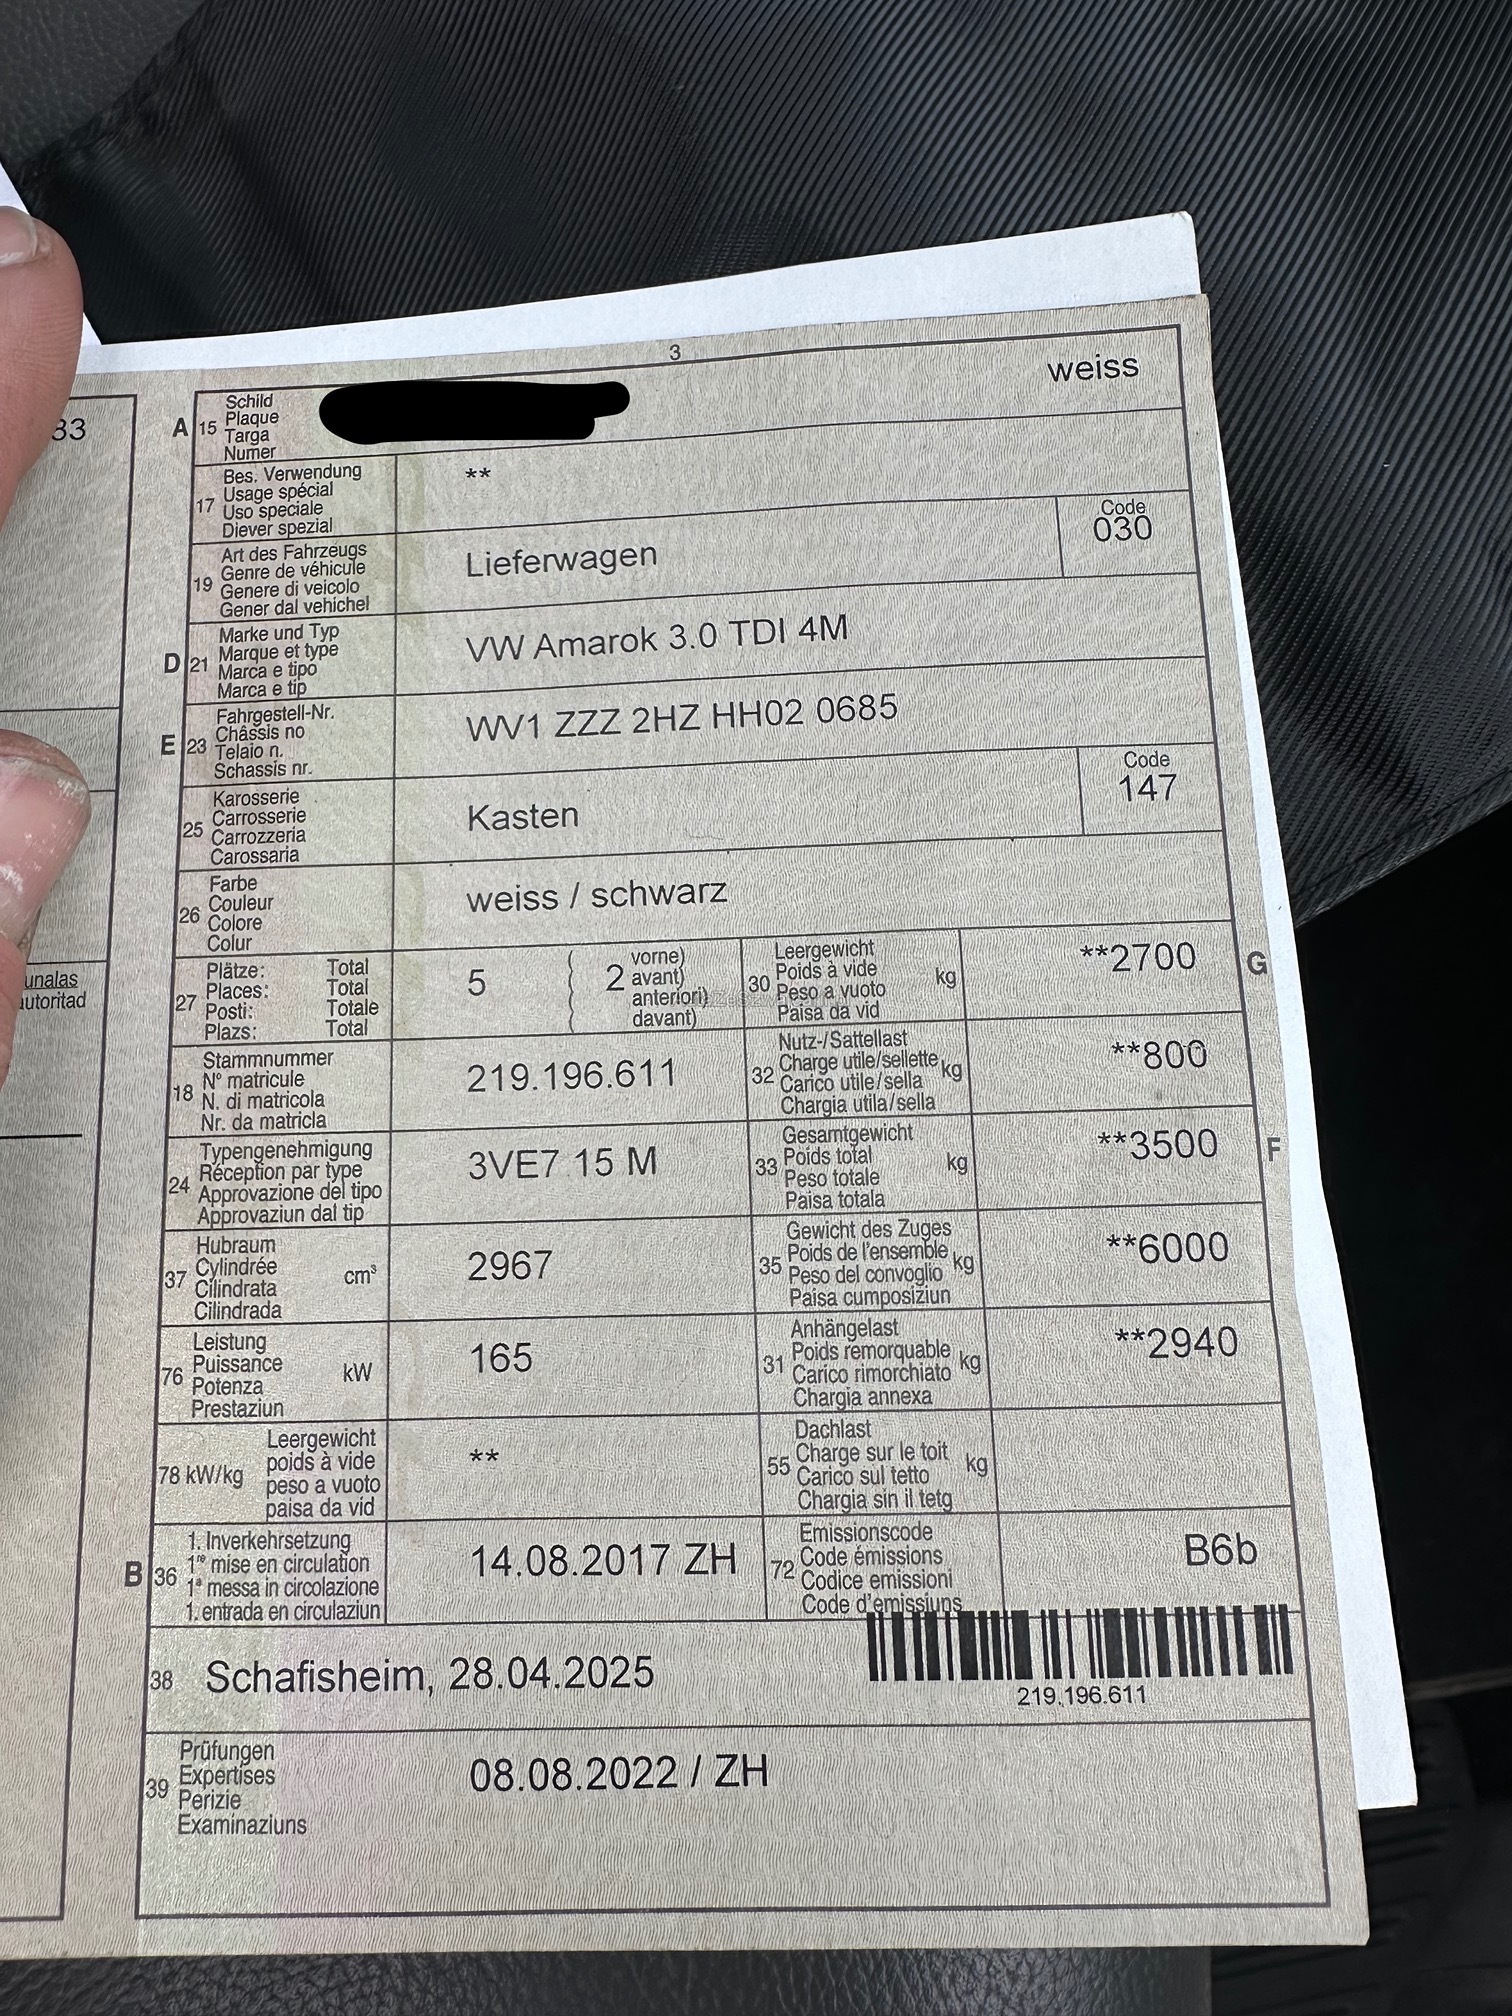 3
33
A 15 Schild
Plaque
Targa
Numer
weiss
17 Bes. Verwendung
Usage spécial
Uso speciale
Diever spezial
**
19 Art des Fahrzeugs
Genre de véhicule
Genere di veicolo
Gener dal vehichel
Lieferwagen
Code
030
D 21 Marke und Typ
Marque et type
Marca e tipo
Marca e tip
VW Amarok 3.0 TDI 4M
E 23 Fahrgestell-Nr.
Châssis no
Telaio n.
Schassis nr.
WV1 ZZZ 2HZ HH02 0685
25 Karosserie
Carrosserie
Carrozzeria
Carossaria
Kasten
Code
147
26 Farbe
Couleur
Colore
Colur
weiss / schwarz
unalas
autoritad
27 Plätze: Total
Places: Total
Posti: Totale
Plazs: Total
5
2 vorne)
avant)
anteriori)
davant)
30 Leergewicht
Poids à vide
Peso a vuoto
Paisa da vid
kg
**2700
G
18 Stammnummer
N° matricule
N. di matricola
Nr. da matricla
219.196.611
32 Nutz-/Sattellast
Charge utile/sellette
Carico utile/sella
Chargia utila/sella
kg
**800
24 Typengenehmigung
Réception par type
Approvazione del tipo
Approvaziun dal tip
3VE7 15 M
33 Gesamtgewicht
Poids total
Peso totale
Paisa totala
kg
**3500
F
37 Hubraum
Cylindrée
Cilindrata
Cilindrada
cm³
2967
35 Gewicht des Zuges
Poids de l'ensemble
Peso del convoglio
Paisa cumposiziun
kg
**6000
76 Leistung
Puissance
Potenza
Prestaziun
kW
165
31 Anhängelast
Poids remorquable
Carico rimorchiato
Chargia annexa
kg
**2940
78 kW/kg Leergewicht
poids à vide
peso a vuoto
paisa da vid
**
55 Dachlast
Charge sur le toit
Carico sul tetto
Chargia sin il tetg
kg
B 36 1. Inverkehrsetzung
1re mise en circulation
1a messa in circolazione
1. entrada en circulaziun
14.08.2017 ZH
72 Emissionscode
Code émissions
Codice emissioni
Code d'emissiuns
B6b
38 Schafisheim, 28.04.2025
219.196.611
39 Prüfungen
Expertises
Perizie
Examinaziuns
08.08.2022 / ZH